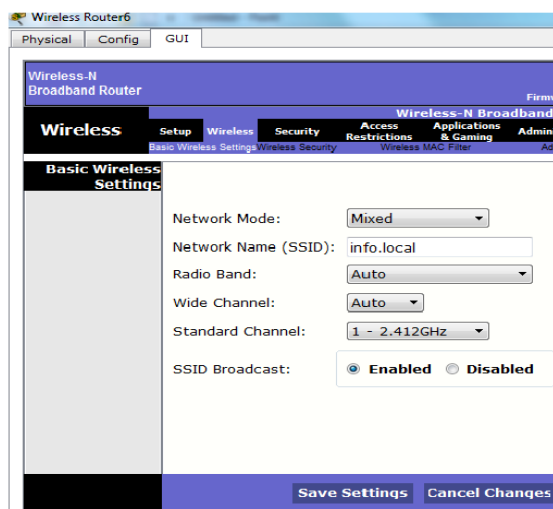 Wireless Router6
Physical Config GUI
Wireless-N
Broadband Router
Firmw
Wireless-N Broadband
Wireless Setup Wireless Security Access Restrictions Applications & Gaming Admin
Basic Wireless Settings Wireless Security Wireless MAC Filter Ad
Basic Wireless Settings
Network Mode: Mixed
Network Name (SSID): info.local
Radio Band: Auto
Wide Channel: Auto
Standard Channel: 1 - 2.412GHz
SSID Broadcast: Enabled Disabled
Save Settings Cancel Changes